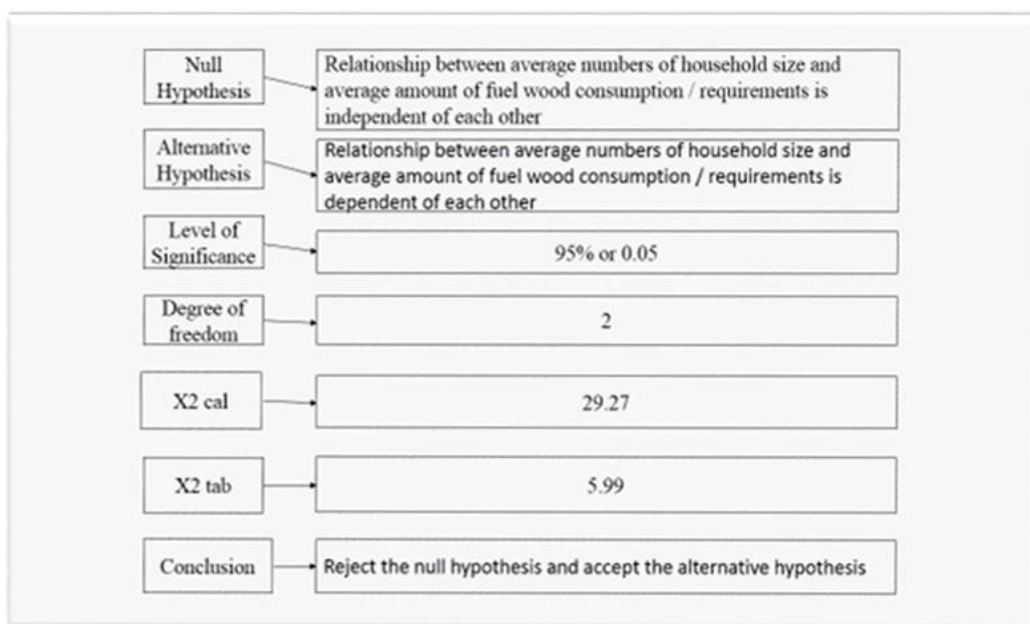 Null
Hypothesis
Relationship between average numbers of household size and
average amount of fuel wood consumption / requirements is
independent of each other
Alternative
Hypothesis
Relationship between average numbers of household size and
average amount of fuel wood consumption / requirements is
dependent of each other
Level of
Significance
95% or 0.05
Degree of
freedom
2
X2 cal
29.27
X2 tab
5.99
Conclusion
Reject the null hypothesis and accept the alternative hypothesis